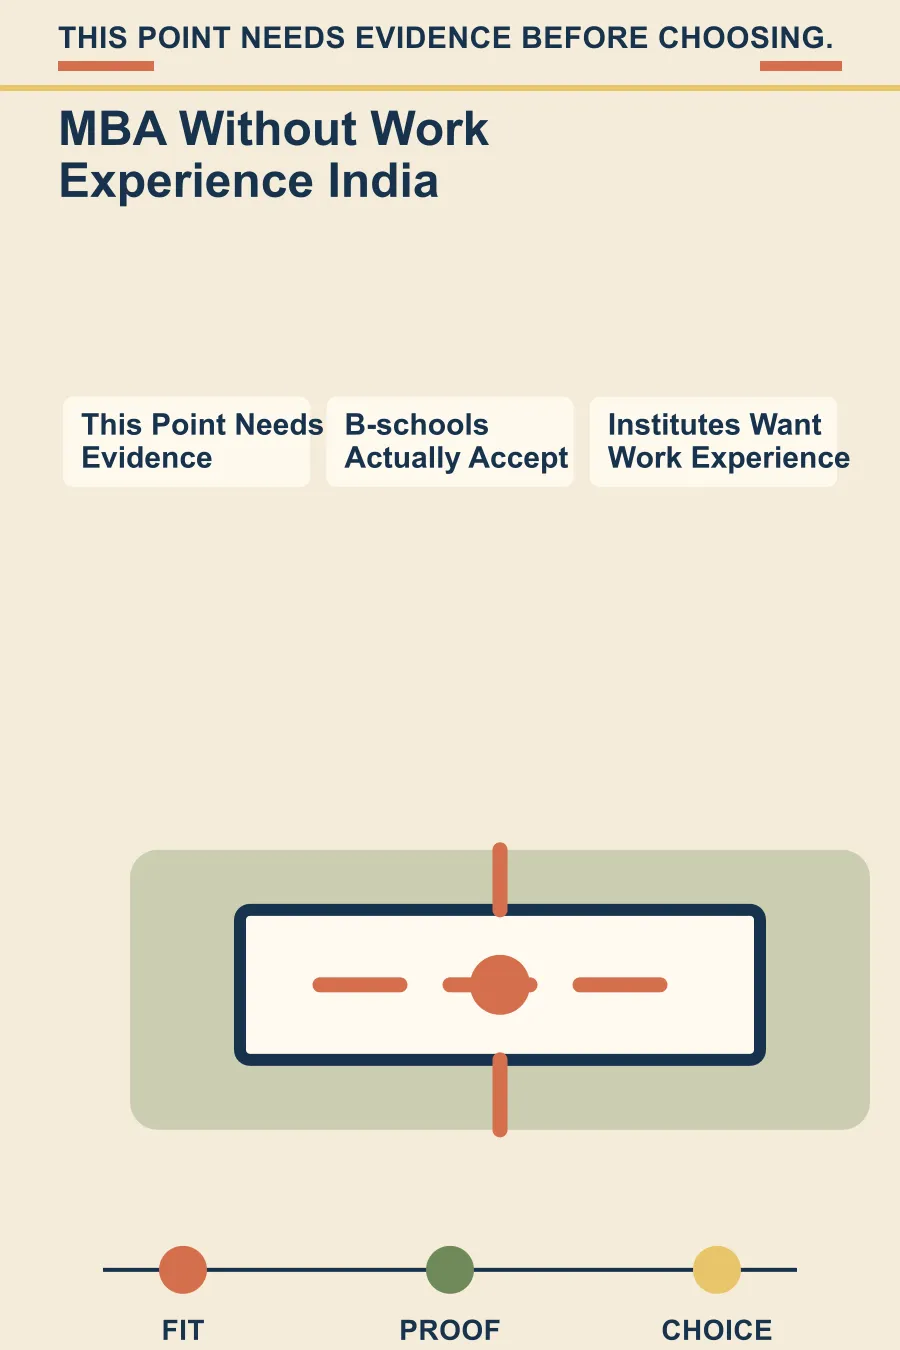 THIS POINT NEEDS EVIDENCE BEFORE CHOOSING.
MBA Without Work
Experience India
This Point Needs
Evidence
B-schools
Actually Accept
Institutes Want
Work Experience
FIT
PROOF
CHOICE